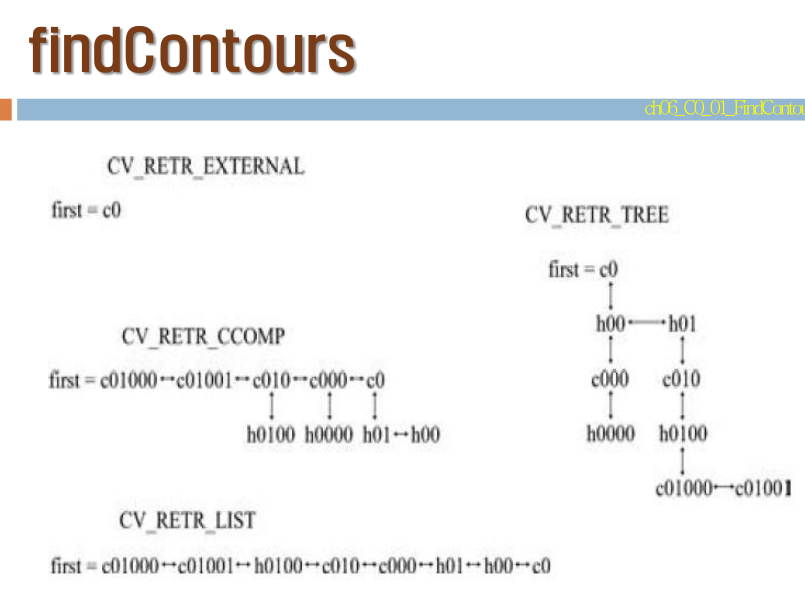 findContours
ch06_C0_01_FindContou
CV_RETR_EXTERNAL
first = c0
CV_RETR_TREE
first = c0
h00↔h01
c000 c010
h0000 h0100
c01000↔c01001
CV_RETR_CCOMP
first = c01000↔c01001↔c010↔c000↔c0
h0100 h0000 h01↔h00
CV_RETR_LIST
first = c01000↔c01001↔h0100↔c010↔c000↔h01↔h00↔c0